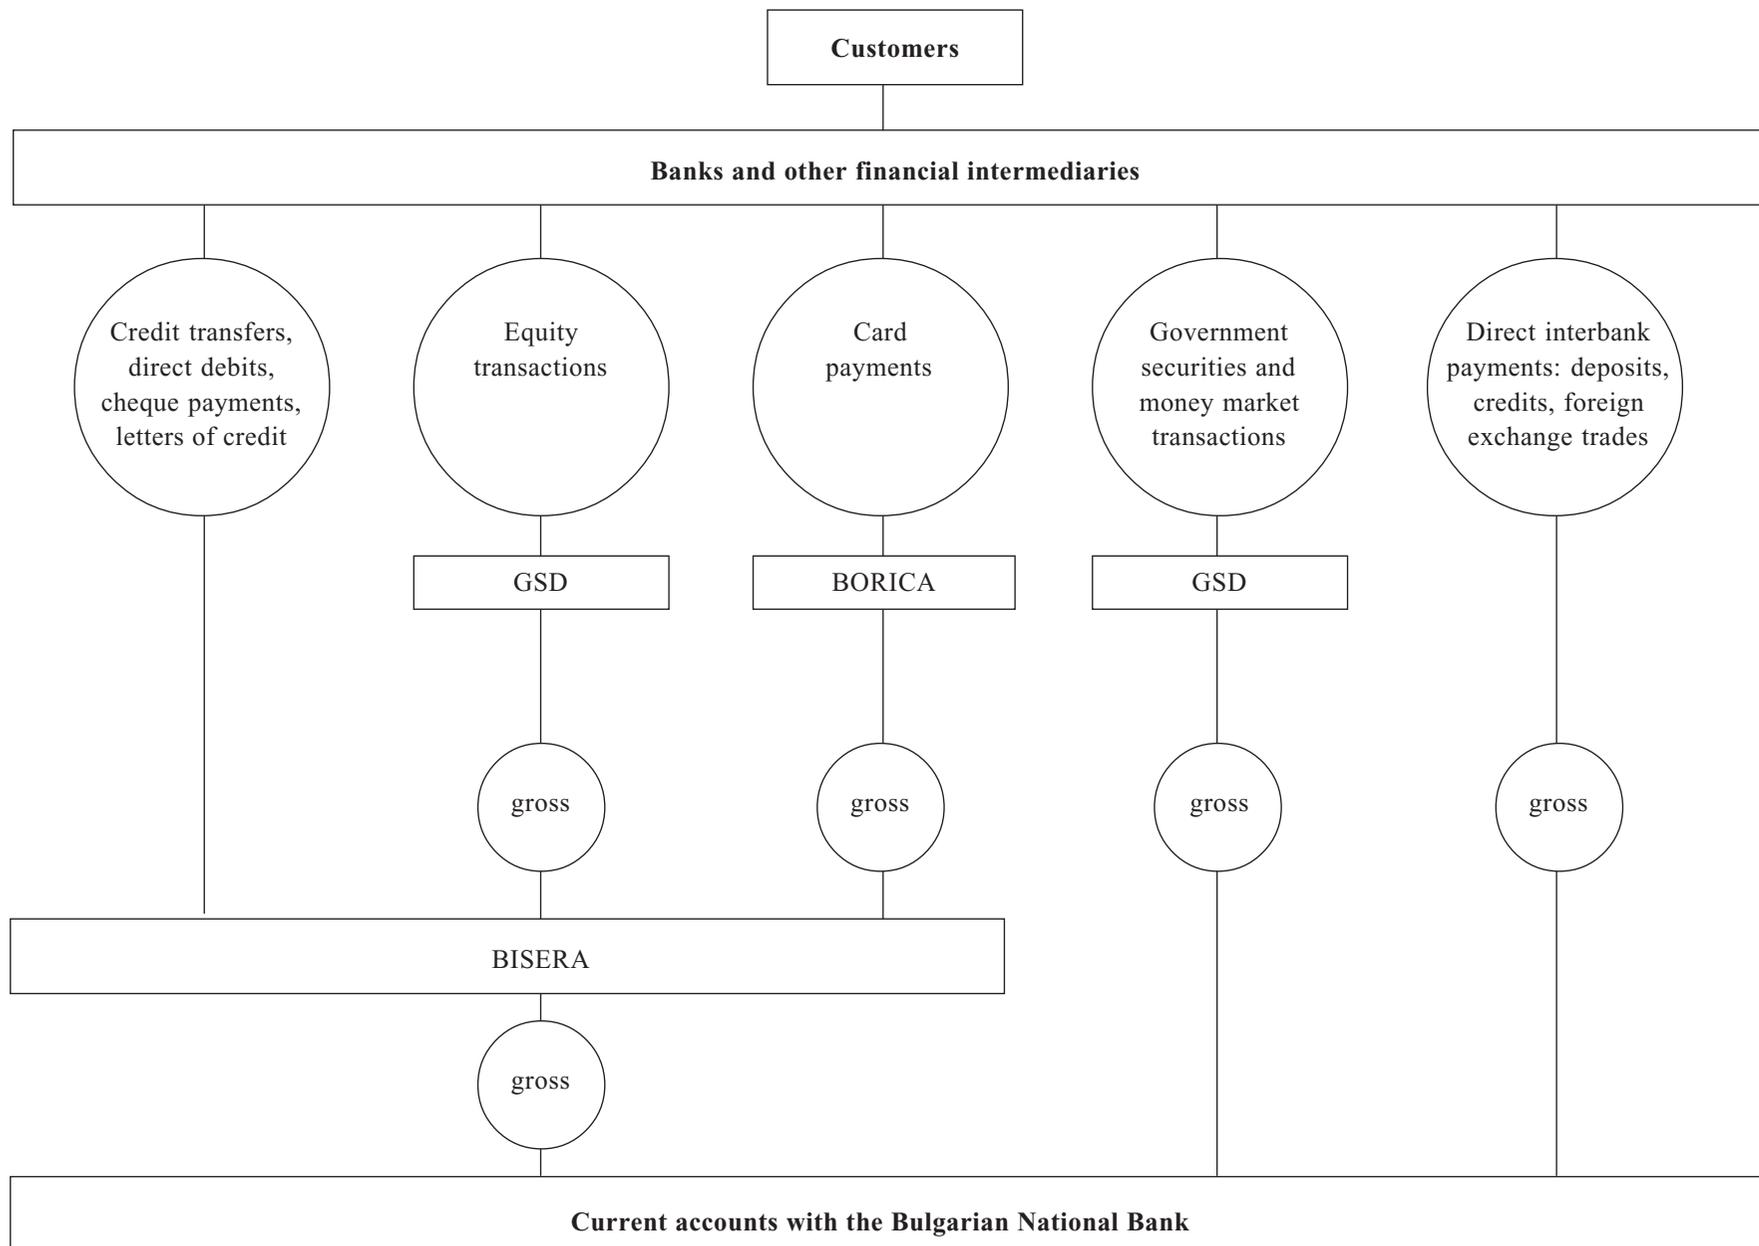 Customers
Banks and other financial intermediaries
Credit transfers,
direct debits,
cheque payments,
letters of credit
Equity
transactions
Card
payments
Government
securities and
money market
transactions
Direct interbank
payments: deposits,
credits, foreign
exchange trades
GSD
BORICA
GSD
gross
gross
gross
gross
BISERA
gross
Current accounts with the Bulgarian National Bank